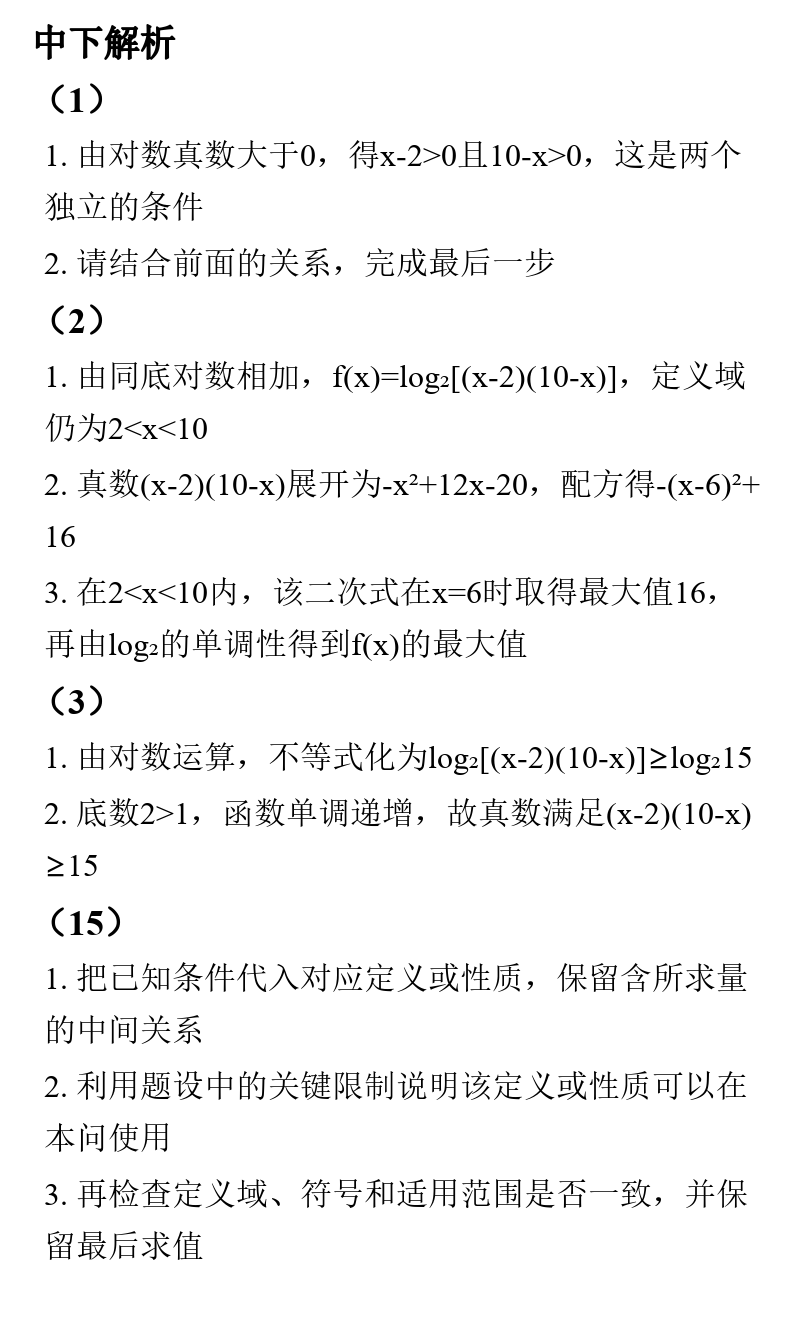 中下解析
（1）
1. 由对数真数大于0，得x-2>0且10-x>0，这是两个
独立的条件
2. 请结合前面的关系，完成最后一步
（2）
1. 由同底对数相加，f(x)=log₂[(x-2)(10-x)]，定义域
仍为2<x<10
2. 真数(x-2)(10-x)展开为-x²+12x-20，配方得-(x-6)²+
16
3. 在2<x<10内，该二次式在x=6时取得最大值16，
再由log₂的单调性得到f(x)的最大值
（3）
1. 由对数运算，不等式化为log₂[(x-2)(10-x)]≥log₂15
2. 底数2>1，函数单调递增，故真数满足(x-2)(10-x)
≥15
（15）
1. 把已知条件代入对应定义或性质，保留含所求量
的中间关系
2. 利用题设中的关键限制说明该定义或性质可以在
本问使用
3. 再检查定义域、符号和适用范围是否一致，并保
留最后求值